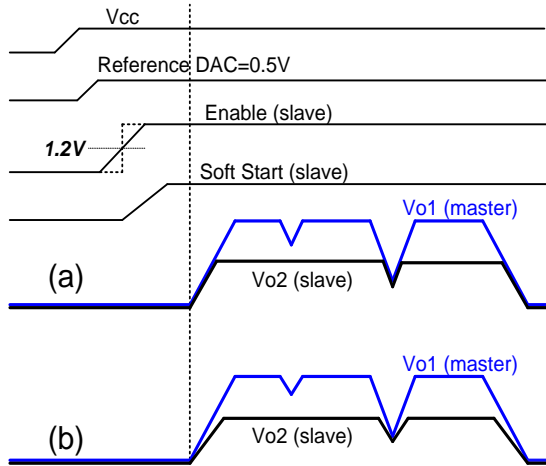 Vcc
Reference DAC=0.5V
Enable (slave)
1.2V
Soft Start (slave)
Vo1 (master)
(a)
Vo2 (slave)
Vo1 (master)
(b)
Vo2 (slave)